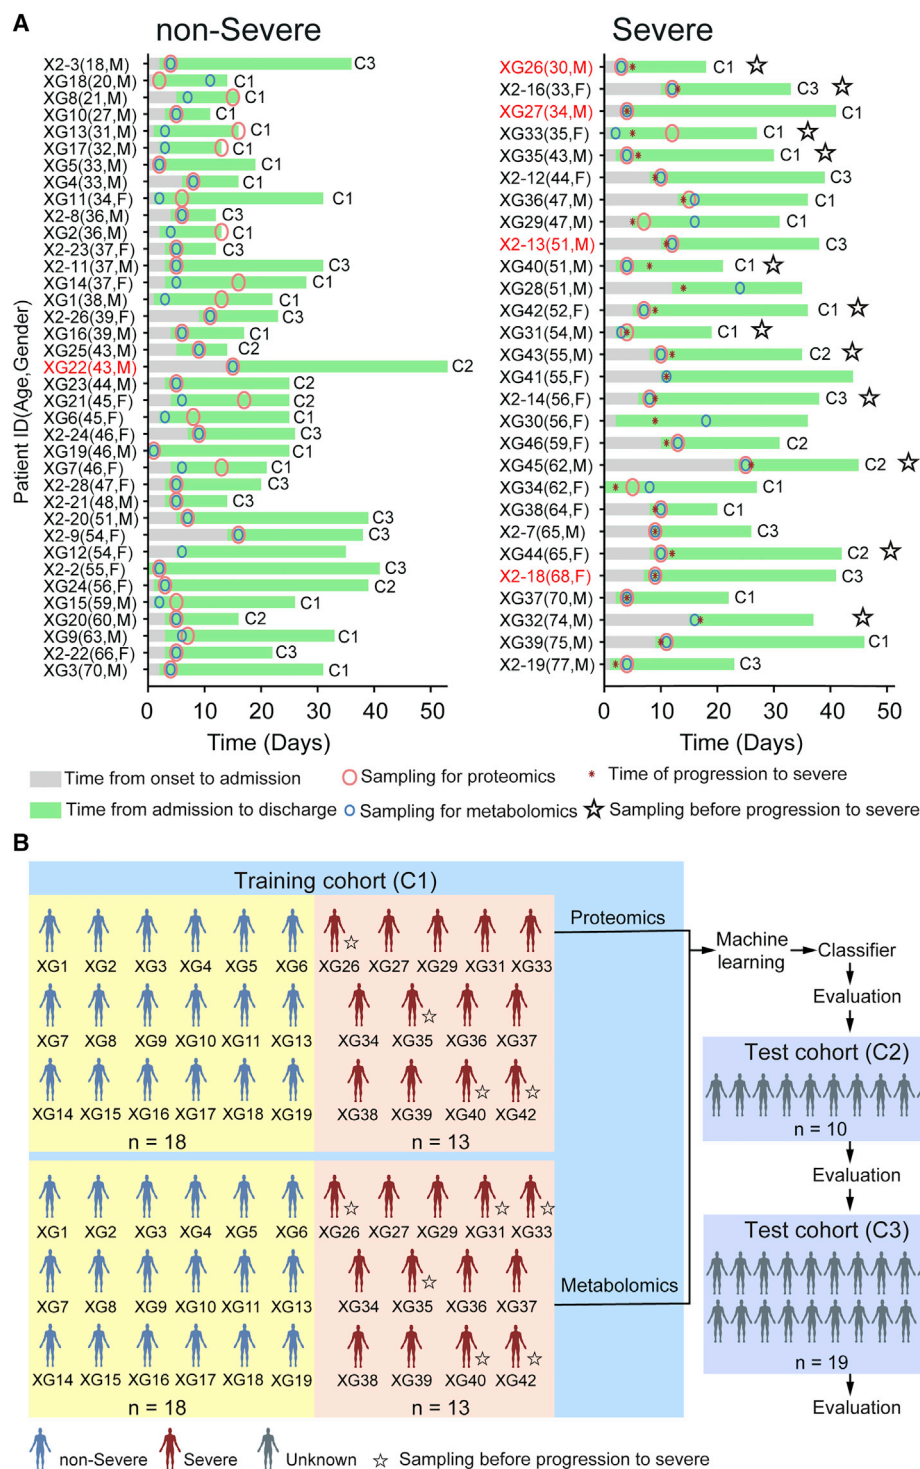 A
non-Severe
Severe
Patient ID(Age,Gender)
X2-3(18,M) C3
XG18(20,M) C1
XG8(21,M) C1
XG10(27,M) C1
XG13(31,M) C1
XG17(32,M) C1
XG5(33,M) C1
XG4(33,M) C1
XG11(34,F) C1
X2-8(36,M) C3
XG2(36,M) C1
X2-23(37,F) C3
X2-11(37,M) C3
XG14(37,F) C1
XG1(38,M) C1
X2-26(39,F) C3
XG16(39,M) C1
XG25(43,M) C2
XG22(43,M) C2
XG23(44,M) C2
XG21(45,F) C2
XG6(45,F) C1
X2-24(46,F) C3
XG19(46,M) C1
XG7(46,F) C1
X2-28(47,F) C3
X2-21(48,M) C3
X2-20(51,M) C3
X2-9(54,F) C3
XG12(54,F)
X2-2(55,F) C3
XG24(56,F) C2
XG15(59,M) C1
XG20(60,M) C2
XG9(63,M) C1
X2-22(66,F) C3
XG3(70,M) C1
0 10 20 30 40 50
Time (Days)
XG26(30,M) C1
X2-16(33,F) C3
XG27(34,M) C1
XG33(35,F) C1
XG35(43,M) C1
X2-12(44,F) C3
XG36(47,M) C1
XG29(47,M) C1
X2-13(51,M) C3
XG40(51,M) C1
XG28(51,M)
XG42(52,F) C1
XG31(54,M) C1
XG43(55,M) C2
XG41(55,F)
X2-14(56,F) C3
XG30(56,F)
XG46(59,F) C2
XG45(62,M) C2
XG34(62,F) C1
XG38(64,F) C1
X2-7(65,M) C3
XG44(65,F) C2
X2-18(68,F) C3
XG37(70,M) C1
XG32(74,M)
XG39(75,M) C1
X2-19(77,M) C3
0 10 20 30 40 50
Time (Days)
Time from onset to admission
Sampling for proteomics
Time of progression to severe
Time from admission to discharge
Sampling for metabolomics
Sampling before progression to severe
B
Training cohort (C1)
XG1 XG2 XG3 XG4 XG5 XG6 XG26 XG27 XG29 XG31 XG33
XG7 XG8 XG9 XG10 XG11 XG13 XG34 XG35 XG36 XG37
XG14 XG15 XG16 XG17 XG18 XG19 XG38 XG39 XG40 XG42
n = 18 n = 13
Proteomics
XG1 XG2 XG3 XG4 XG5 XG6 XG26 XG27 XG29 XG31 XG33
XG7 XG8 XG9 XG10 XG11 XG13 XG34 XG35 XG36 XG37
XG14 XG15 XG16 XG17 XG18 XG19 XG38 XG39 XG40 XG42
n = 18 n = 13
Metabolomics
Machine
learning
Classifier
Evaluation
Test cohort (C2)
n = 10
Evaluation
Test cohort (C3)
n = 19
Evaluation
non-Severe
Severe
Unknown
Sampling before progression to severe